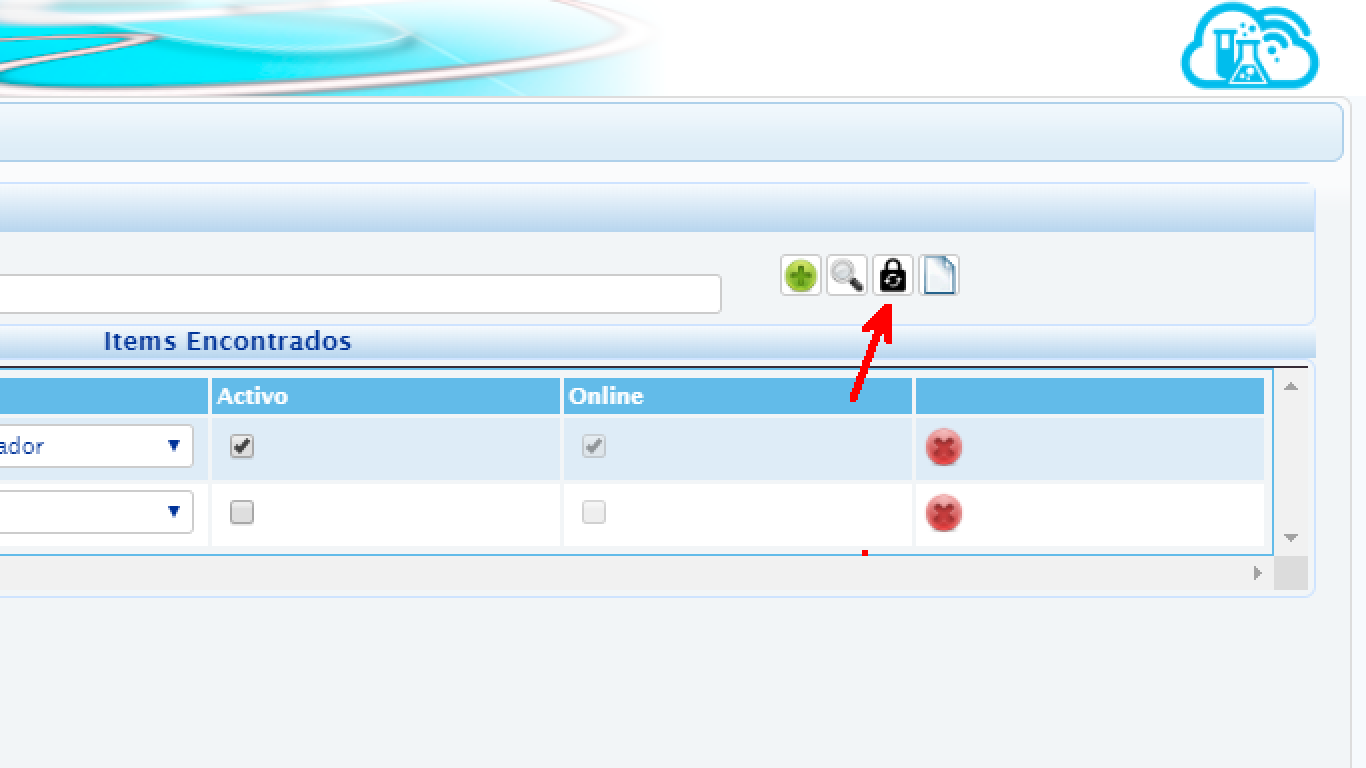 Items Encontrados
Activo
Online
ador